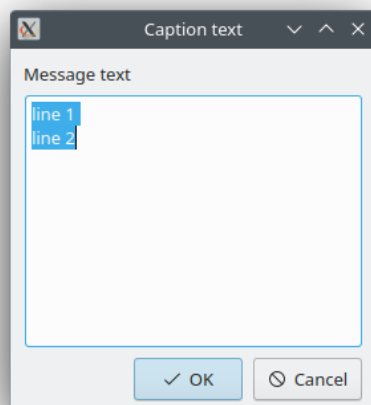 Caption text
Message text
line 1
line 2
OK
Cancel